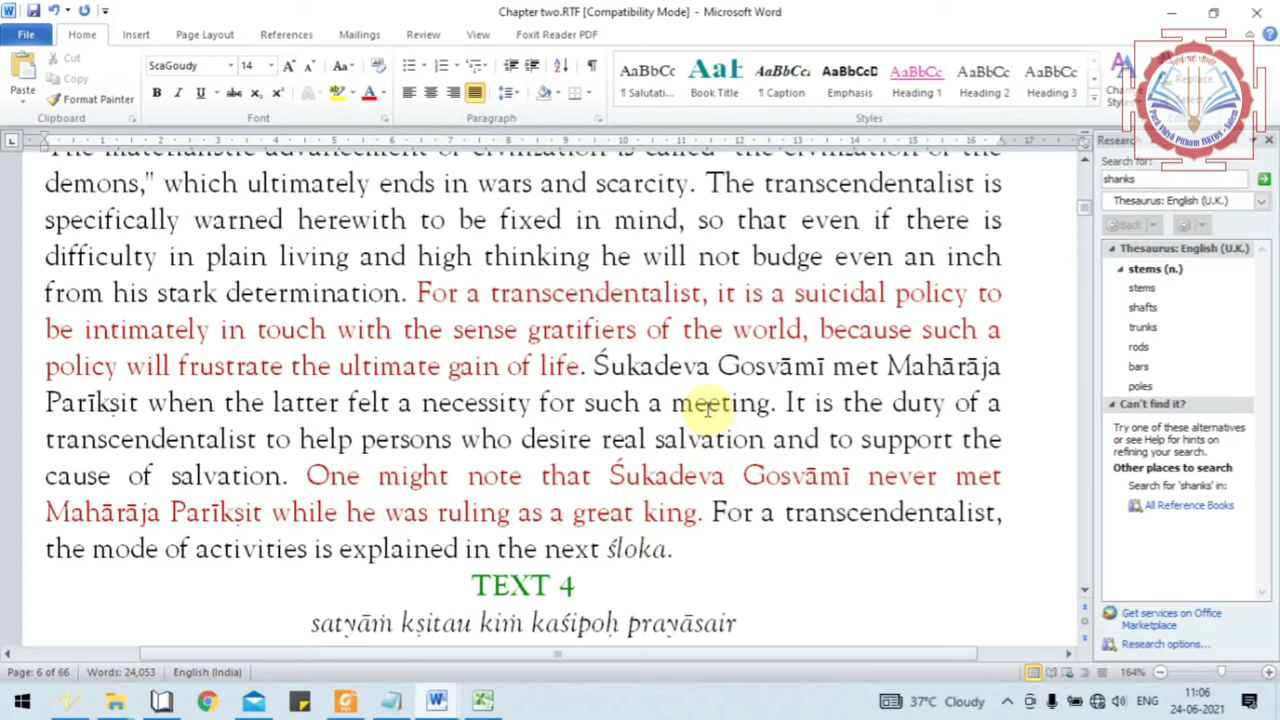 Chapter two.RTF [Compatibility Mode] - Microsoft Word
File Home Insert Page Layout References Mailings Review View Foxit Reader PDF
Paste
Cut
Copy
Format Painter
Clipboard
ScaGoudy 14
Font
Paragraph
AaBbCc AaB AaBbCc AaBbCcD AaBbCc AaBbCc AaBbCc
¶ Salutati... Book Title ¶ Caption Emphasis Heading 1 Heading 2 Heading 3
Styles
demons," which ultimately ends in wars and scarcity. The transcendentalist is
specifically warned herewith to be fixed in mind, so that even if there is
difficulty in plain living and high thinking he will not budge even an inch
from his stark determination. For a transcendentalist, it is a suicidal policy to
be intimately in touch with the sense gratifiers of the world, because such a
policy will frustrate the ultimate gain of life. Śukadeva Gosvāmī met Mahārāja
Parīkṣit when the latter felt a necessity for such a meeting. It is the duty of a
transcendentalist to help persons who desire real salvation and to support the
cause of salvation. One might note that Śukadeva Gosvāmī never met
Mahārāja Parīkṣit while he was ruling as a great king. For a transcendentalist,
the mode of activities is explained in the next śloka.
TEXT 4
satyāṁ kṣitau kiṁ kaśipoḥ prayāsair
Search for:
shanks
Thesaurus: English (U.K.)
Back
Thesaurus: English (U.K.)
stems (n.)
stems
shafts
trunks
rods
bars
poles
Can't find it?
Try one of these alternatives
or see Help for hints on
refining your search.
Other places to search
Search for 'shanks' in:
All Reference Books
Get services on Office
Marketplace
Research options...
Page: 6 of 66 Words: 24,053 English (India) 164%
37°C Cloudy ENG 11:06
24-06-2021